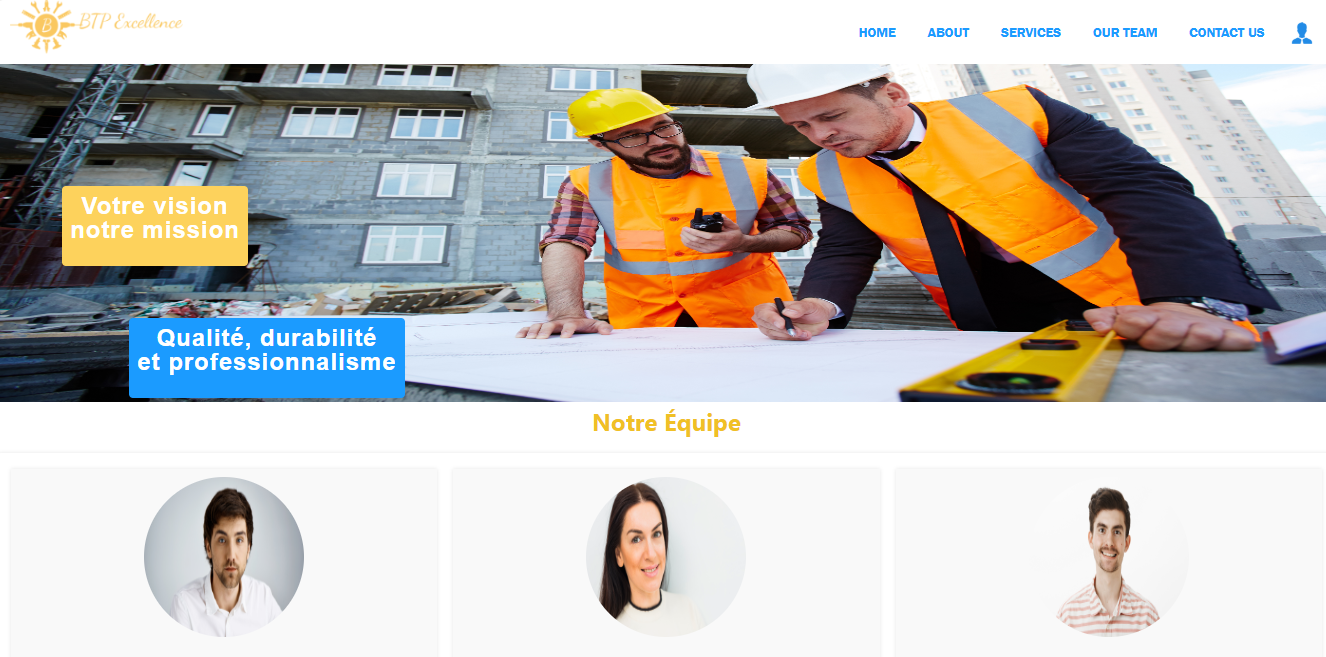 B
BTP Excellence
HOME ABOUT SERVICES OUR TEAM CONTACT US
Votre vision
notre mission
Qualité, durabilité
et professionnalisme
Notre Équipe